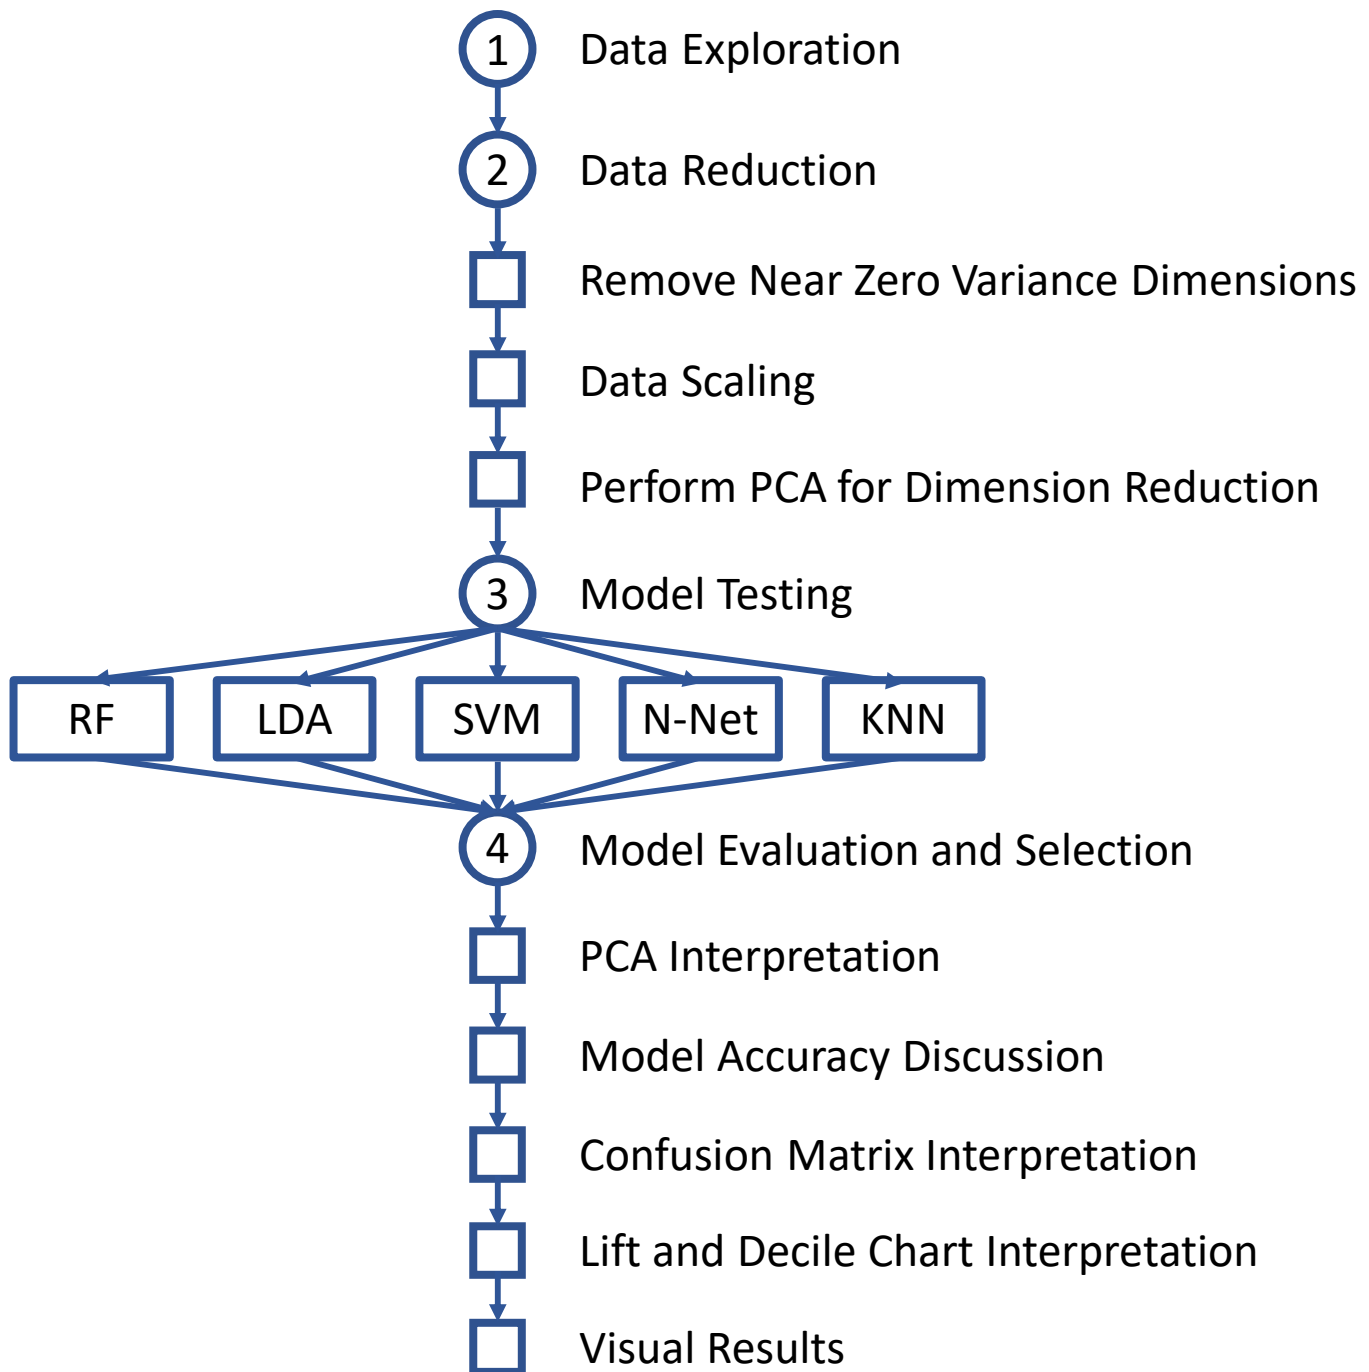 1 Data Exploration
2 Data Reduction
Remove Near Zero Variance Dimensions
Data Scaling
Perform PCA for Dimension Reduction
3 Model Testing
RF LDA SVM N-Net KNN
4 Model Evaluation and Selection
PCA Interpretation
Model Accuracy Discussion
Confusion Matrix Interpretation
Lift and Decile Chart Interpretation
Visual Results